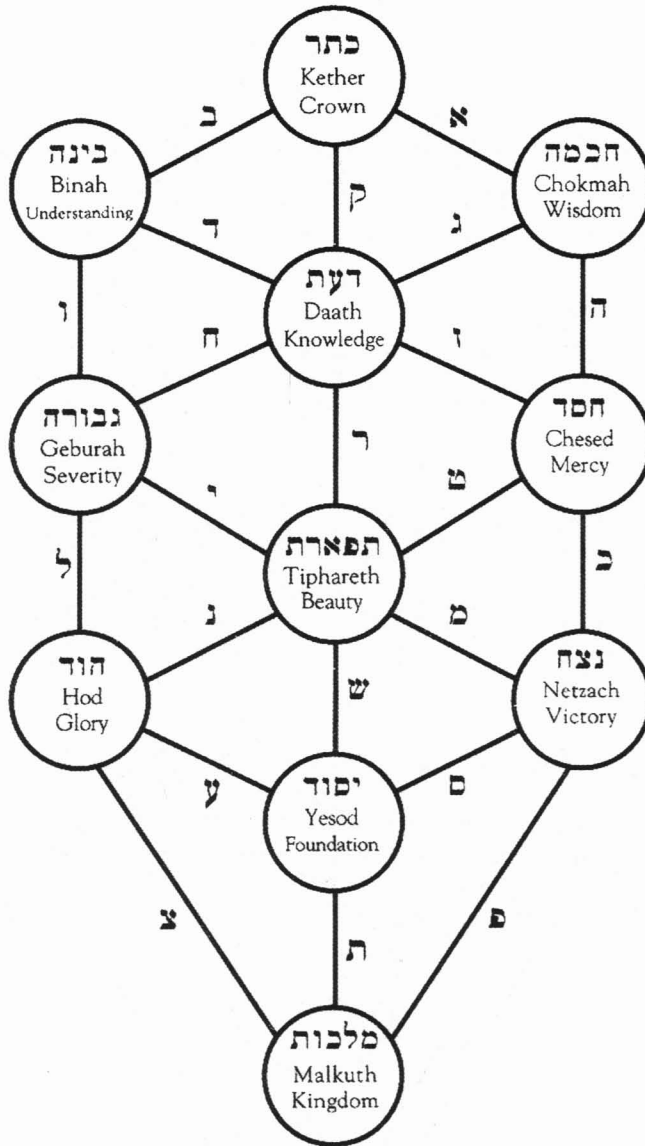 כתר
Kether
Crown
ב
א
בינה
Binah
Understanding
חכמה
Chokmah
Wisdom
ק
ד
ג
דעת
Daath
Knowledge
ו
ה
ח
ז
גבורה
Geburah
Severity
חסד
Chesed
Mercy
ר
י
ט
תפארת
Tiphareth
Beauty
ל
כ
נ
מ
הוד
Hod
Glory
נצח
Netzach
Victory
ש
ע
ס
יסוד
Yesod
Foundation
צ
פ
ת
מלכות
Malkuth
Kingdom